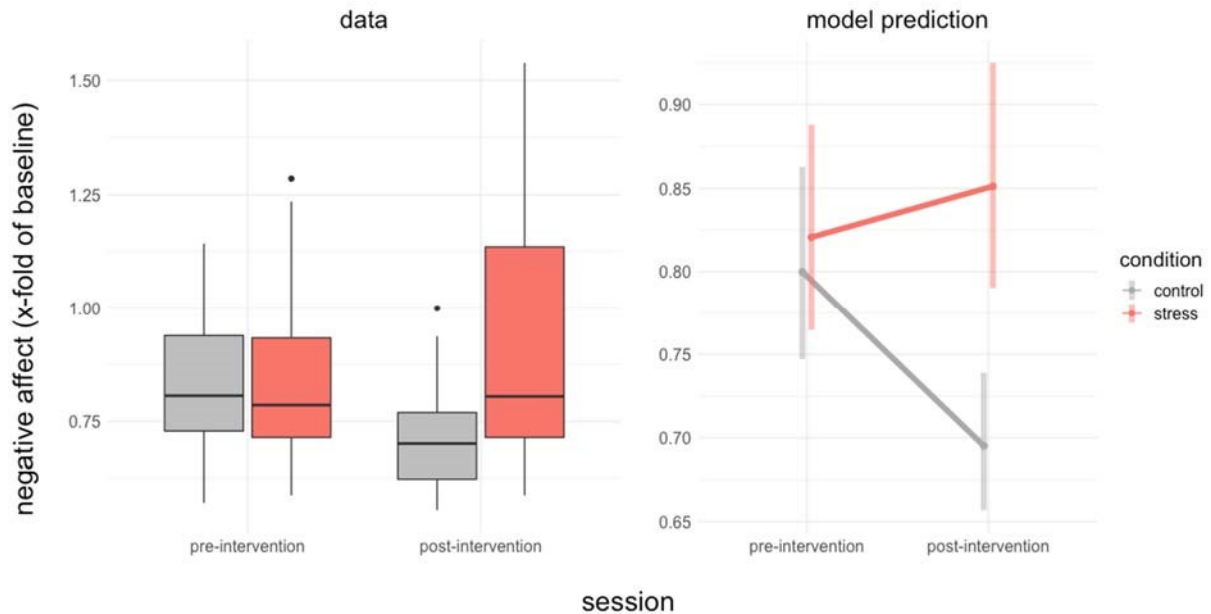 data
model prediction
negative affect (x-fold of baseline)
1.50
1.25
1.00
0.75
pre-intervention
post-intervention
0.90
0.85
0.80
0.75
0.70
0.65
pre-intervention
post-intervention
condition
control
stress
session